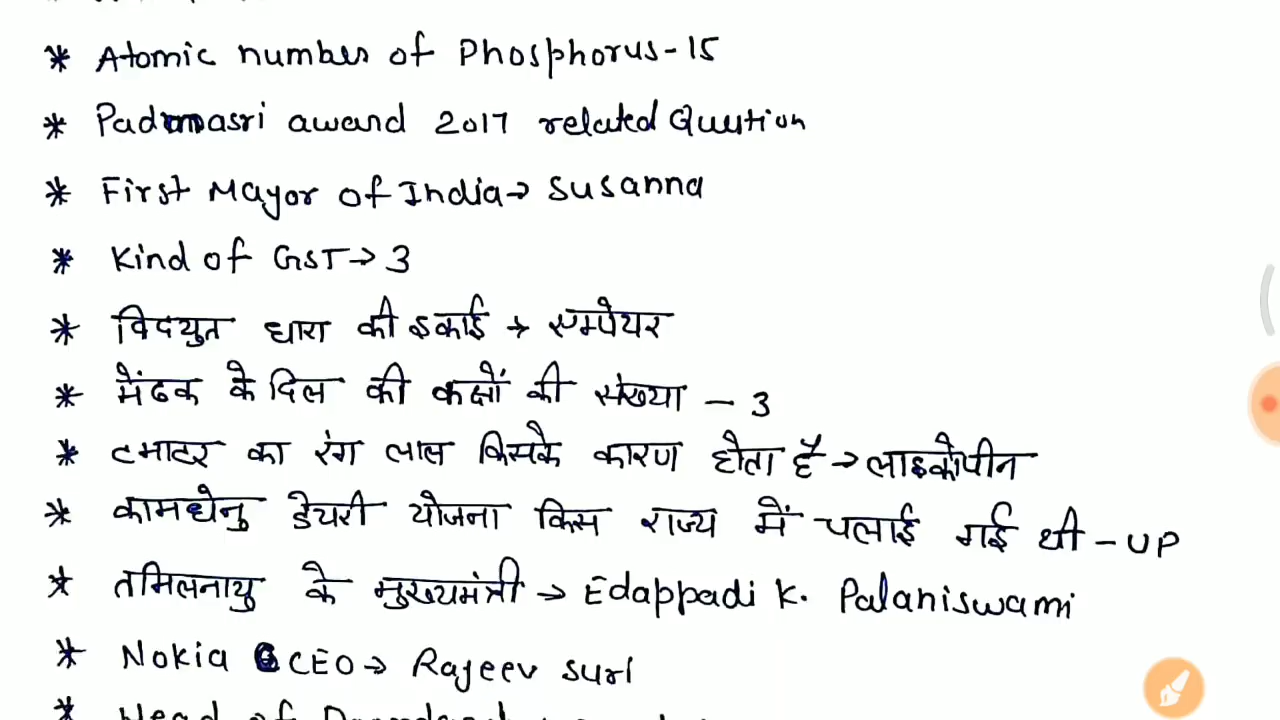 * Atomic number of Phosphorus-15
* Padmasri award 2017 related Question
* First Mayor of India→ Susanna
* Kind of GST→ 3
* विद्युत धारा की इकाई → एम्पेयर
* मेंढक के दिल की कक्षों की संख्या – 3
* टमाटर का रंग लाल किसके कारण होता है → लाइकोपीन
* कामधेनु डेयरी योजना किस राज्य में चलाई गई थी – UP
* तमिलनायु के मुख्यमंत्री → Edappadi K. Palaniswami
* Nokia CEO→ Rajeev suri
* Head of